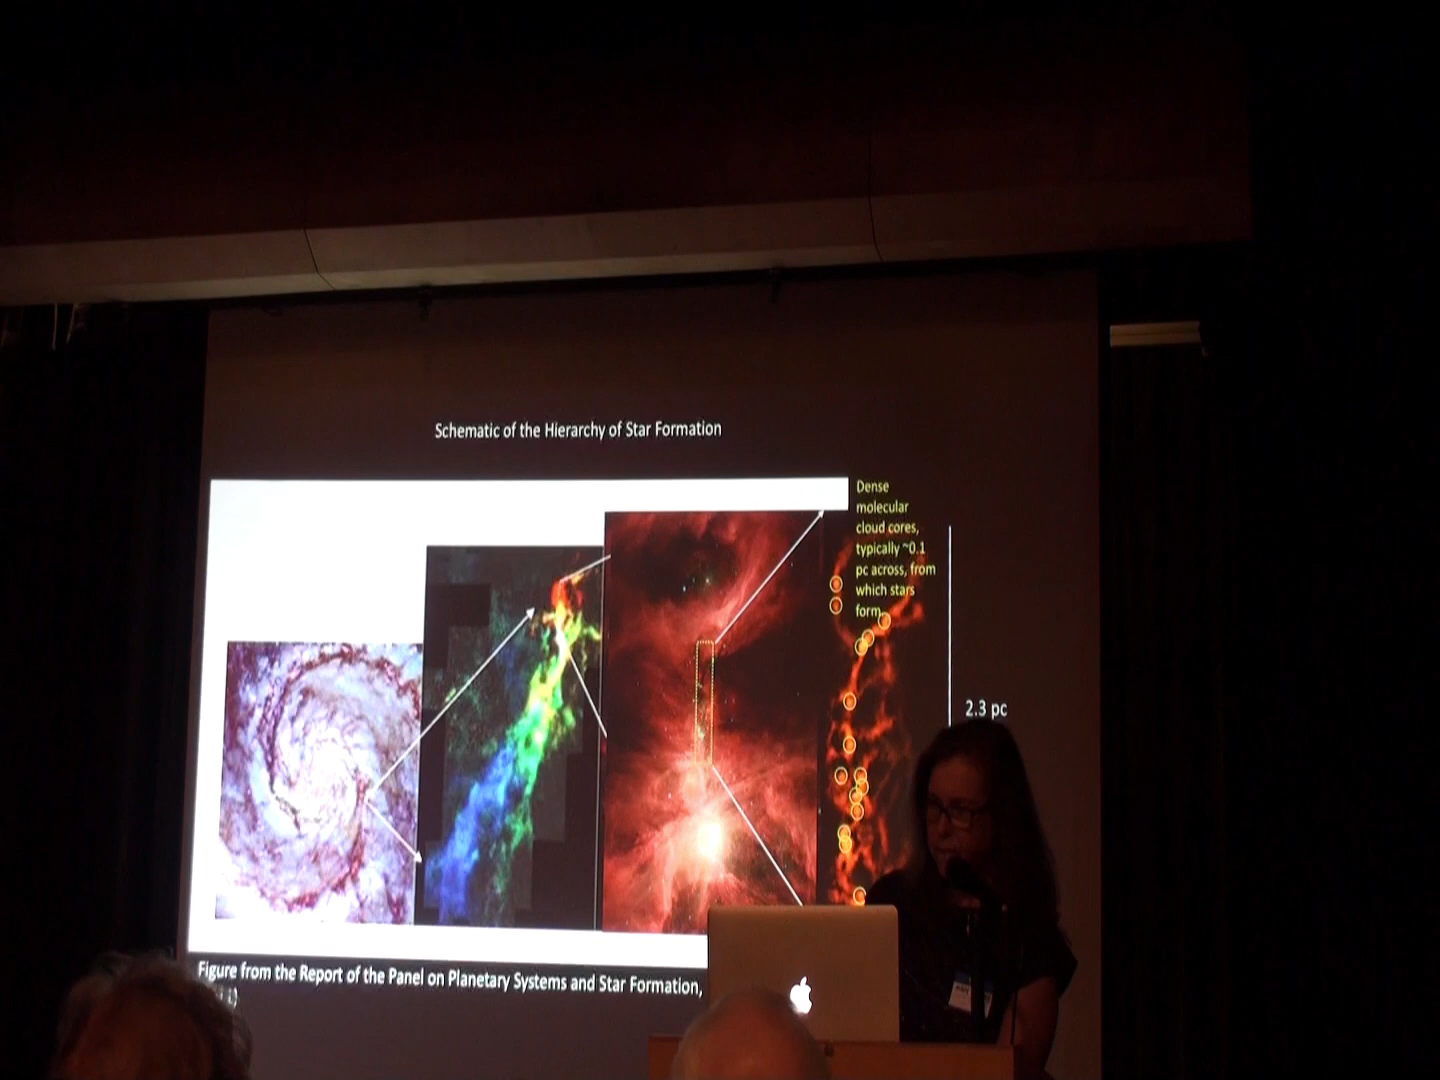 Schematic of the Hierarchy of Star Formation
Dense
molecular
cloud cores,
typically ~0.1
pc across, from
which stars
form.
2.3 pc
Figure from the Report of the Panel on Planetary Systems and Star Formation,